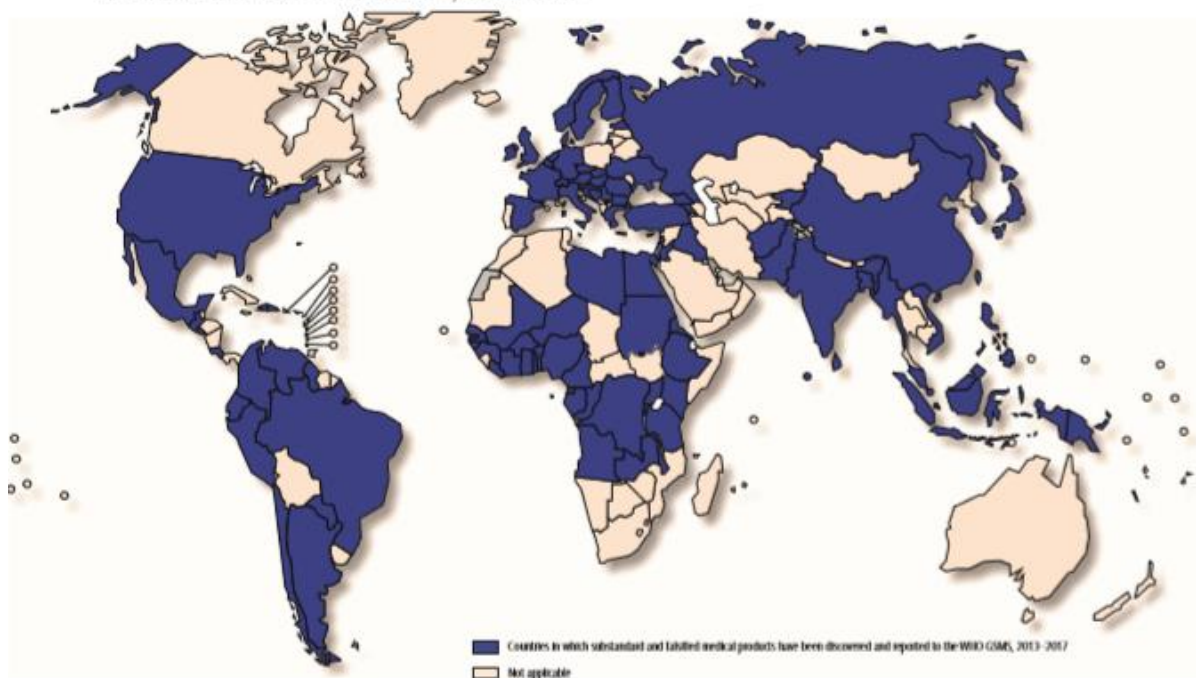 Countries in which substandard and falsified medical products have been discovered and reported to the WHO GSMS, 2013–2017
Not applicable